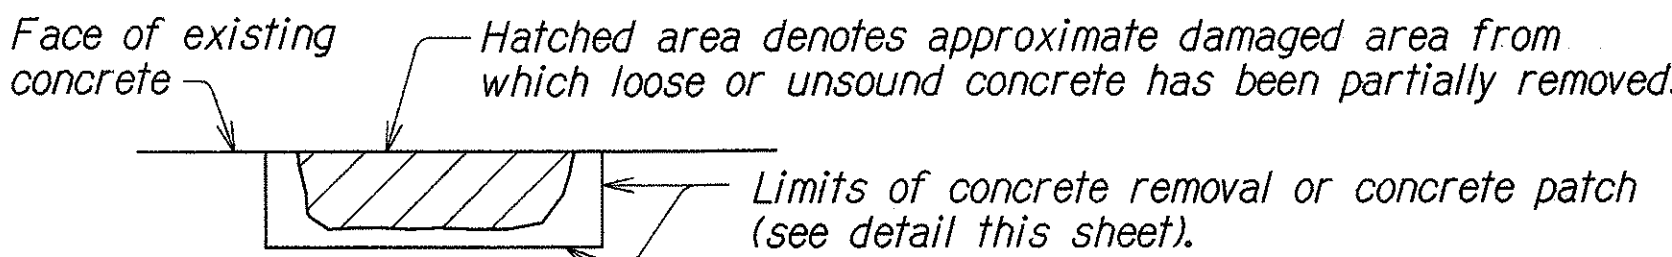 Face of existing
concrete
Hatched area denotes approximate damaged area from
which loose or unsound concrete has been partially removed.
Limits of concrete removal or concrete patch
(see detail this sheet).